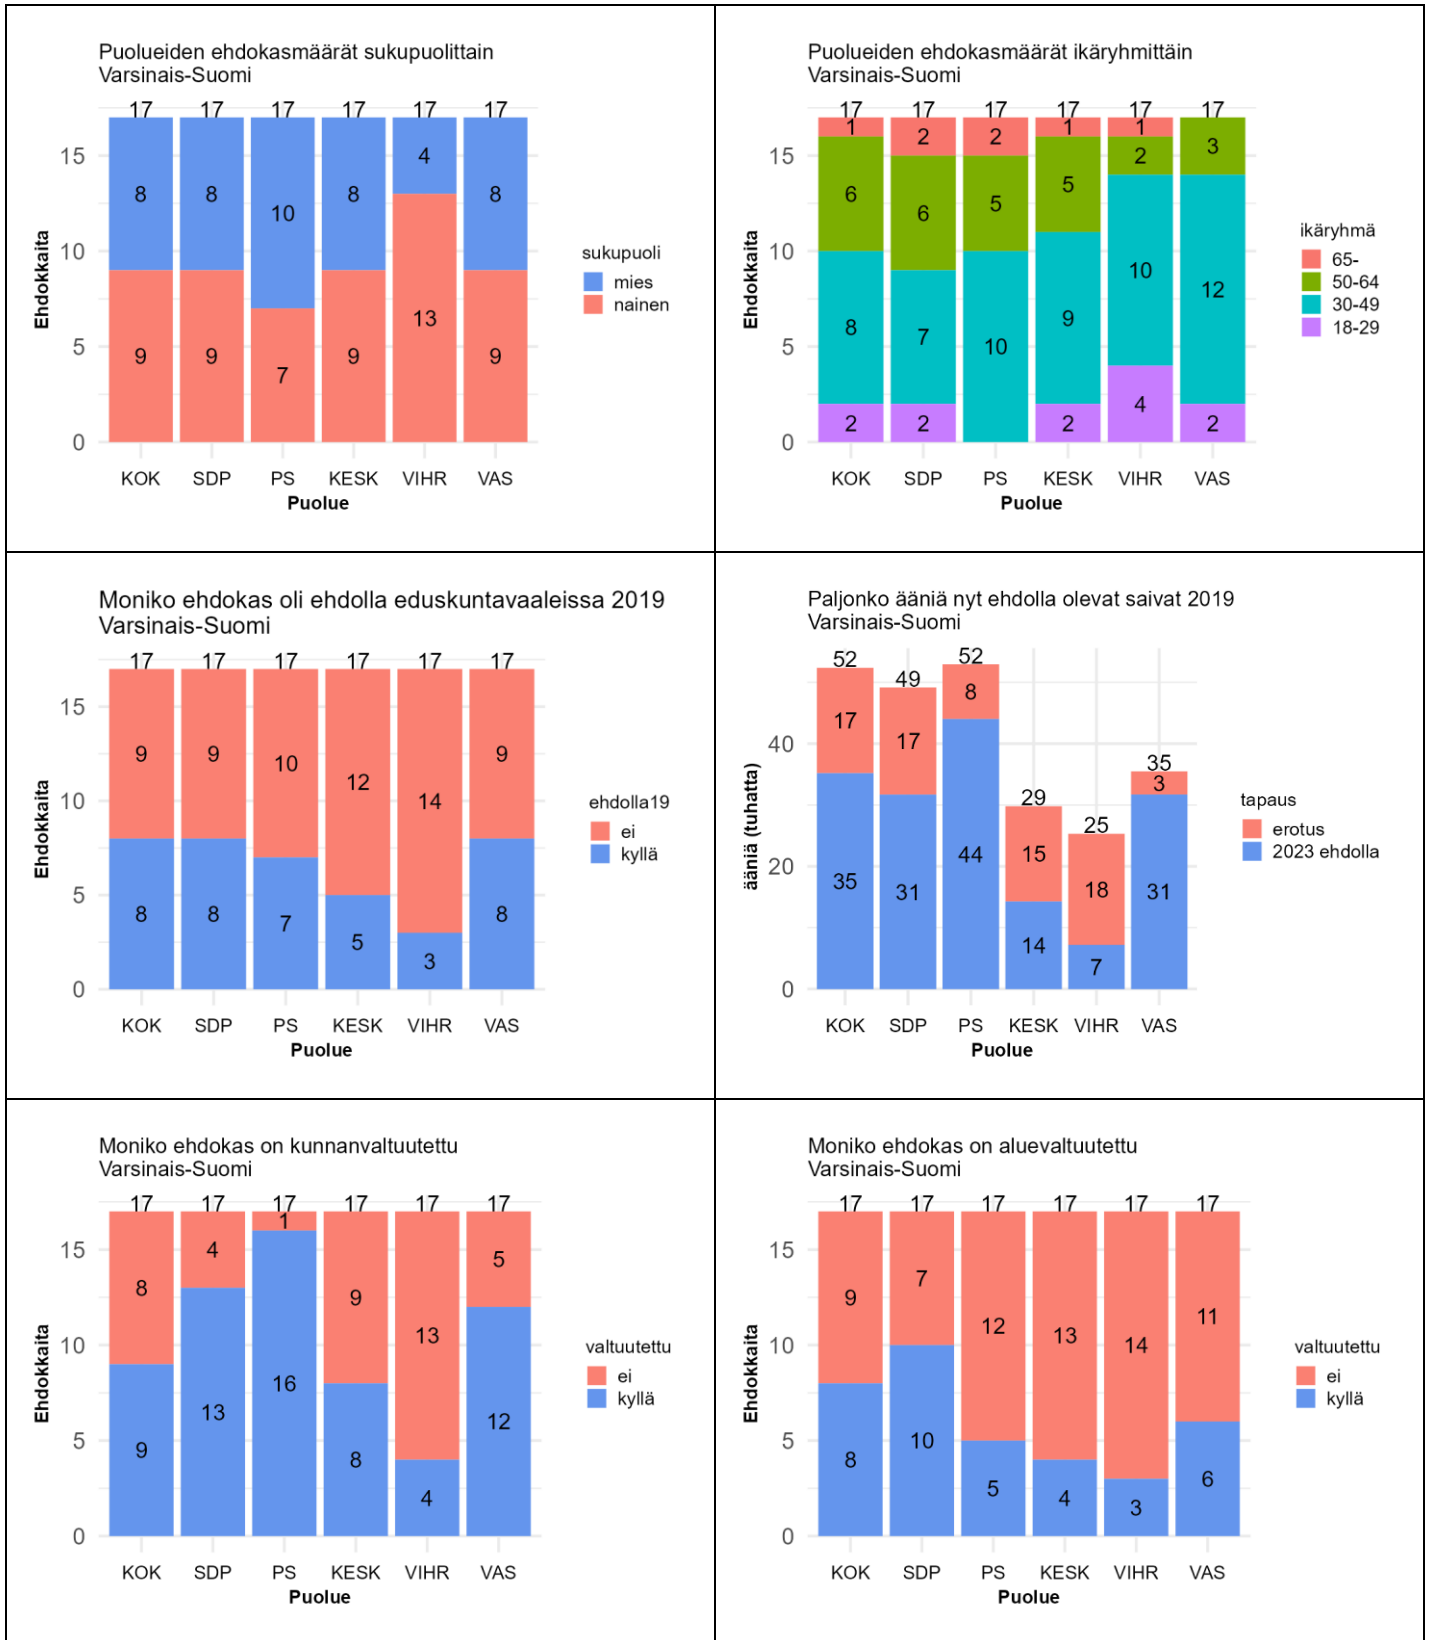 Puolueiden ehdokasmäärät sukupuolittain
Varsinais-Suomi
17 17 17 17 17 17
15
10
5
0
8 8 10 8 4 8
9 9 7 9 13 9
Ehdokkaita
KOK SDP PS KESK VIHR VAS
Puolue
sukupuoli
mies
nainen
Puolueiden ehdokasmäärät ikäryhmittäin
Varsinais-Suomi
17 17 17 17 17 17
15
10
5
0
1 2 2 1 1
6 6 5 5 2 3
8 7 10 9 10 12
2 2 2 4 2
Ehdokkaita
KOK SDP PS KESK VIHR VAS
Puolue
ikäryhmä
65-
50-64
30-49
18-29
Moniko ehdokas oli ehdolla eduskuntavaaleissa 2019
Varsinais-Suomi
17 17 17 17 17 17
15
10
5
0
9 9 10 12 14 9
8 8 7 5 3 8
Ehdokkaita
KOK SDP PS KESK VIHR VAS
Puolue
ehdolla19
ei
kyllä
Paljonko ääniä nyt ehdolla olevat saivat 2019
Varsinais-Suomi
52 49 52 29 25 35
40
20
0
17 17 8 15 18 3
35 31 44 14 7 31
ääniä (tuhatta)
KOK SDP PS KESK VIHR VAS
Puolue
tapaus
erotus
2023 ehdolla
Moniko ehdokas on kunnanvaltuutettu
Varsinais-Suomi
17 17 17 17 17 17
15
10
5
0
8 4 1 9 13 5
9 13 16 8 4 12
Ehdokkaita
KOK SDP PS KESK VIHR VAS
Puolue
valtuutettu
ei
kyllä
Moniko ehdokas on aluevaltuutettu
Varsinais-Suomi
17 17 17 17 17 17
15
10
5
0
9 7 12 13 14 11
8 10 5 4 3 6
Ehdokkaita
KOK SDP PS KESK VIHR VAS
Puolue
valtuutettu
ei
kyllä